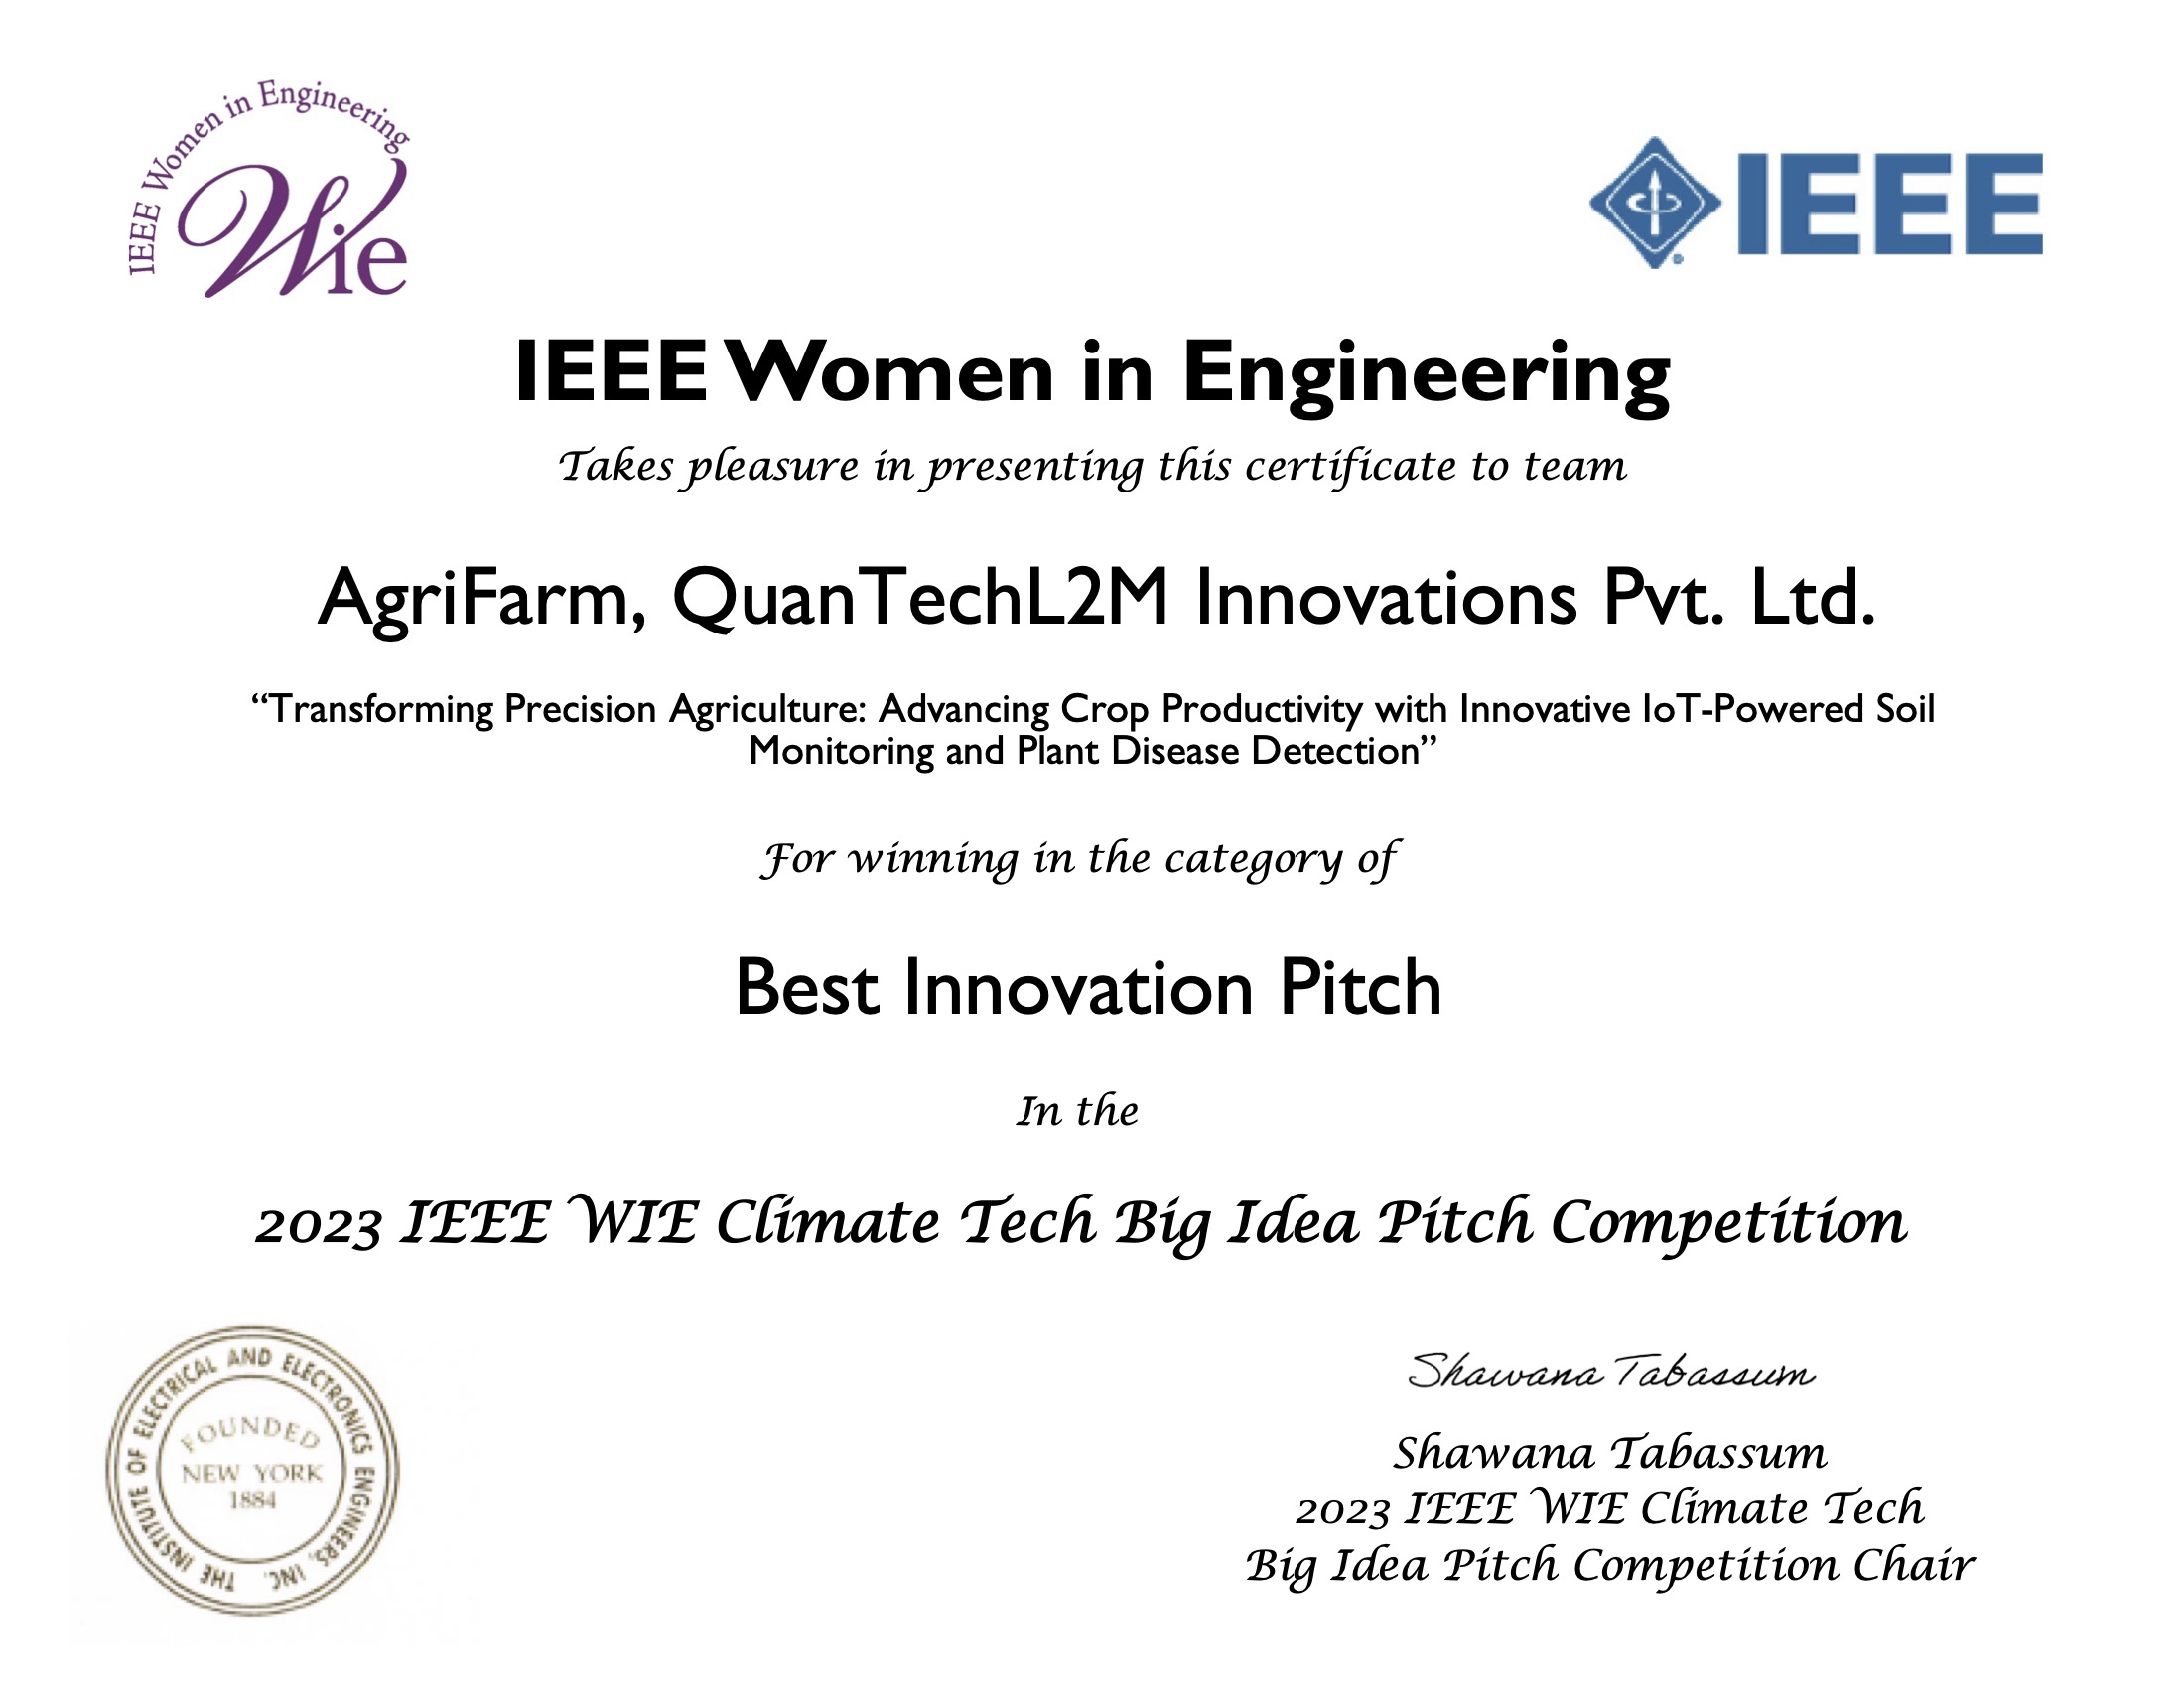 IEEE Women in Engineering
Wie
IEEE
IEEE Women in Engineering
Takes pleasure in presenting this certificate to team
AgriFarm, QuanTechL2M Innovations Pvt. Ltd.
“Transforming Precision Agriculture: Advancing Crop Productivity with Innovative IoT-Powered Soil
Monitoring and Plant Disease Detection”
For winning in the category of
Best Innovation Pitch
In the
2023 IEEE WIE Climate Tech Big Idea Pitch Competition
THE INSTITUTE OF ELECTRICAL AND ELECTRONICS ENGINEERS, INC.
FOUNDED
NEW YORK
1884
Shawana Tabassum
Shawana Tabassum
2023 IEEE WIE Climate Tech
Big Idea Pitch Competition Chair